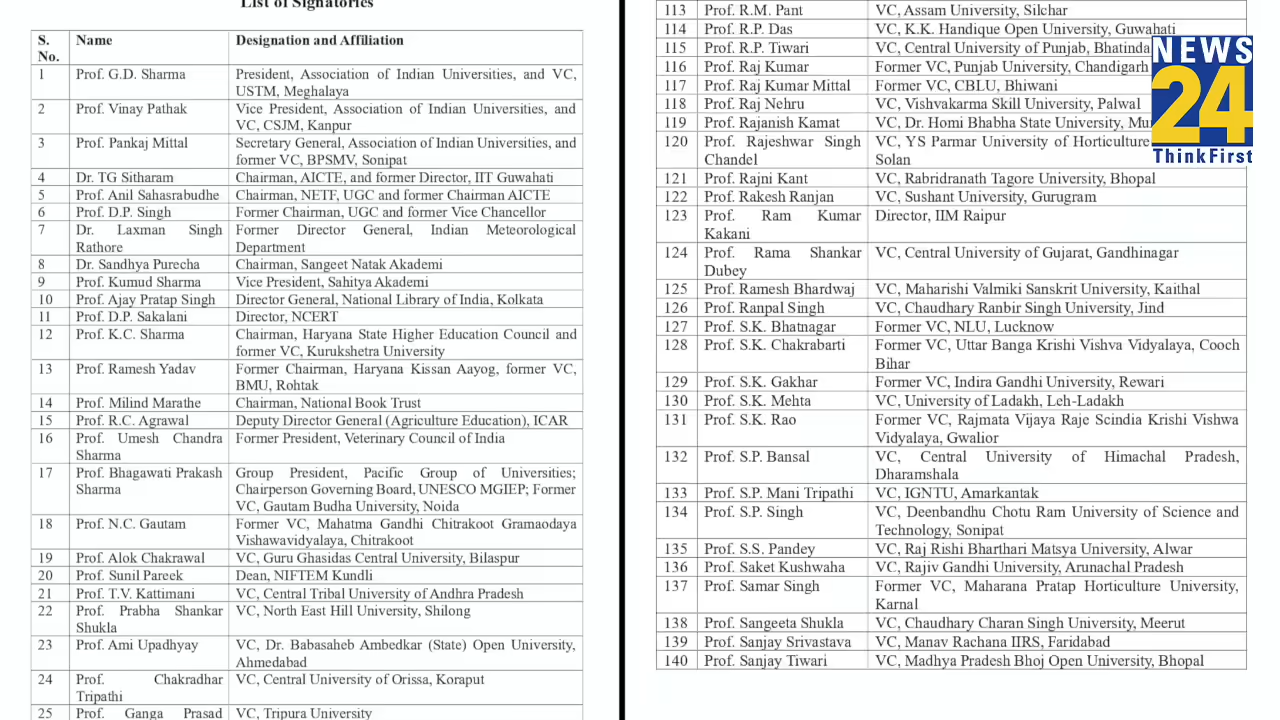 List of Signatories
S. No. Name Designation and Affiliation
1 Prof. G.D. Sharma President, Association of Indian Universities, and VC,
USTM, Meghalaya
2 Prof. Vinay Pathak Vice President, Association of Indian Universities, and
VC, CSJM, Kanpur
3 Prof. Pankaj Mittal Secretary General, Association of Indian Universities, and
former VC, BPSMV, Sonipat
4 Dr. TG Sitharam Chairman, AICTE, and former Director, IIT Guwahati
5 Prof. Anil Sahasrabudhe Chairman, NETF, UGC and former Chairman AICTE
6 Prof. D.P. Singh Former Chairman, UGC and former Vice Chancellor
7 Dr. Laxman Singh Former Director General, Indian Meteorological
Rathore Department
8 Dr. Sandhya Purecha Chairman, Sangeet Natak Akademi
9 Prof. Kumud Sharma Vice President, Sahitya Akademi
10 Prof. Ajay Pratap Singh Director General, National Library of India, Kolkata
11 Prof. D.P. Sakalani Director, NCERT
12 Prof. K.C. Sharma Chairman, Haryana State Higher Education Council and
former VC, Kurukshetra University
13 Prof. Ramesh Yadav Former Chairman, Haryana Kissan Aayog, former VC,
BMU, Rohtak
14 Prof. Milind Marathe Chairman, National Book Trust
15 Prof. R.C. Agrawal Deputy Director General (Agriculture Education), ICAR
16 Prof. Umesh Chandra Former President, Veterinary Council of India
Sharma
17 Prof. Bhagawati Prakash Group President, Pacific Group of Universities;
Sharma Chairperson Governing Board, UNESCO MGIEP; Former
VC, Gautam Budha University, Noida
18 Prof. N.C. Gautam Former VC, Mahatma Gandhi Chitrakoot Gramaodaya
Vishawavidyalaya, Chitrakoot
19 Prof. Alok Chakrawal VC, Guru Ghasidas Central University, Bilaspur
20 Prof. Sunil Pareek Dean, NIFTEM Kundli
21 Prof. T.V. Kattimani VC, Central Tribal University of Andhra Pradesh
22 Prof. Prabha Shankar VC, North East Hill University, Shilong
Shukla
23 Prof. Ami Upadhyay VC, Dr. Babasaheb Ambedkar (State) Open University,
Ahmedabad
24 Prof. Chakradhar VC, Central University of Orissa, Koraput
Tripathi
25 Prof. Ganga Prasad VC, Tripura University
113 Prof. R.M. Pant VC, Assam University, Silchar
114 Prof. R.P. Das VC, K.K. Handique Open University, Guwahati
115 Prof. R.P. Tiwari VC, Central University of Punjab, Bhatinda
116 Prof. Raj Kumar Former VC, Punjab University, Chandigarh
117 Prof. Raj Kumar Mittal Former VC, CBLU, Bhiwani
118 Prof. Raj Nehru VC, Vishvakarma Skill University, Palwal
119 Prof. Rajanish Kamat VC, Dr. Homi Bhabha State University,
120 Prof. Rajeshwar Singh VC, YS Parmar University of Horticulture
Chandel Solan
121 Prof. Rajni Kant VC, Rabridranath Tagore University, Bhopal
122 Prof. Rakesh Ranjan VC, Sushant University, Gurugram
123 Prof. Ram Kumar Director, IIM Raipur
Kakani
124 Prof. Rama Shankar VC, Central University of Gujarat, Gandhinagar
Dubey
125 Prof. Ramesh Bhardwaj VC, Maharishi Valmiki Sanskrit University, Kaithal
126 Prof. Ranpal Singh VC, Chaudhary Ranbir Singh University, Jind
127 Prof. S.K. Bhatnagar Former VC, NLU, Lucknow
128 Prof. S.K. Chakrabarti Former VC, Uttar Banga Krishi Vishva Vidyalaya, Cooch
Bihar
129 Prof. S.K. Gakhar Former VC, Indira Gandhi University, Rewari
130 Prof. S.K. Mehta VC, University of Ladakh, Leh-Ladakh
131 Prof. S.K. Rao Former VC, Rajmata Vijaya Raje Scindia Krishi Vishwa
Vidyalaya, Gwalior
132 Prof. S.P. Bansal VC, Central University of Himachal Pradesh,
Dharamshala
133 Prof. S.P. Mani Tripathi VC, IGNTU, Amarkantak
134 Prof. S.P. Singh VC, Deenbandhu Chotu Ram University of Science and
Technology, Sonipat
135 Prof. S.S. Pandey VC, Raj Rishi Bharthari Matsya University, Alwar
136 Prof. Saket Kushwaha VC, Rajiv Gandhi University, Arunachal Pradesh
137 Prof. Samar Singh Former VC, Maharana Pratap Horticulture University,
Karnal
138 Prof. Sangeeta Shukla VC, Chaudhary Charan Singh University, Meerut
139 Prof. Sanjay Srivastava VC, Manav Rachana IIRS, Faridabad
140 Prof. Sanjay Tiwari VC, Madhya Pradesh Bhoj Open University, Bhopal
NEWS
24
ThinkFirst